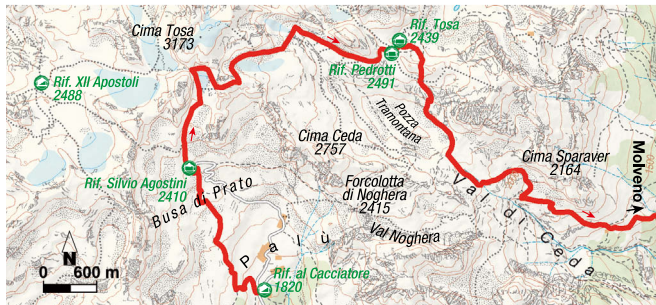 Cima Tosa
3173
Rif. Tosa
2439
Rif. Pedrotti
2491
Rif. XII Apostoli
2488
Pozza
Tramontana
Cima Ceda
2757
Cima Sparaver
2164
Molveno
Rif. Silvio Agostini
2410
Busa di Prato
Forcolotta
di Noghera
2415
Val di Ceda
Palù
Val Noghera
Rif. al Cacciatore
1820
N
0 600 m